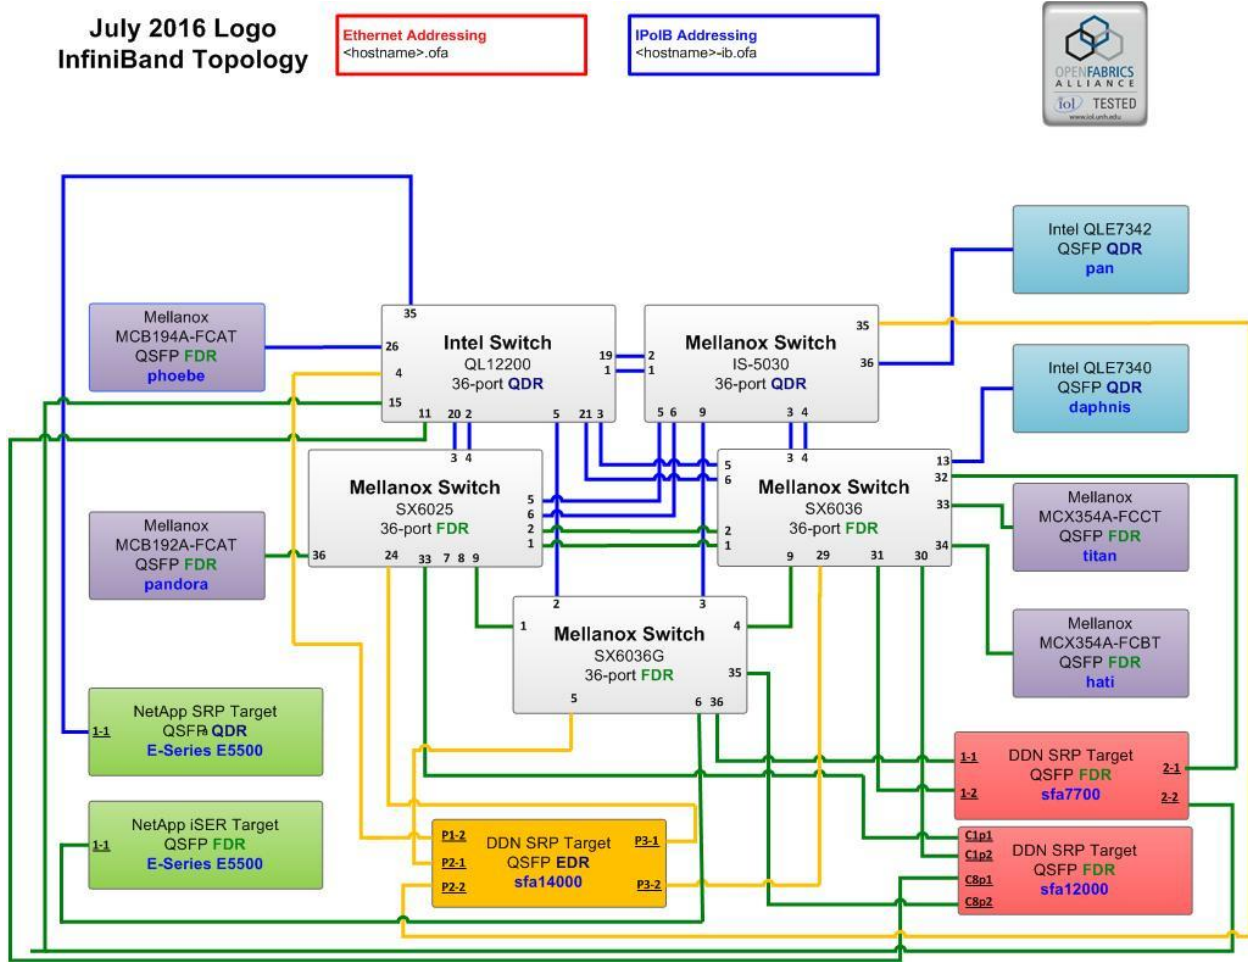 July 2016 Logo
InfiniBand Topology
Ethernet Addressing
<hostname>.ofa
IPoIB Addressing
<hostname>-ib.ofa
OPENFABRICS
ALLIANCE
iol TESTED
www.iol.unh.edu
Intel QLE7342
QSFP QDR
pan
Mellanox
MCB194A-FCAT
QSFP FDR
phoebe
35
26
4
15
Intel Switch
QL12200
36-port QDR
19
1
11
20
2
5
21
3
2
1
Mellanox Switch
IS-5030
36-port QDR
35
36
5
6
9
3
4
Intel QLE7340
QSFP QDR
daphnis
3
4
Mellanox Switch
SX6025
36-port FDR
5
6
2
1
36
24
33
7
8
9
3
4
5
6
Mellanox Switch
SX6036
36-port FDR
2
1
13
32
33
34
9
29
31
30
Mellanox
MCB192A-FCAT
QSFP FDR
pandora
Mellanox
MCX354A-FCCT
QSFP FDR
titan
2
3
1
4
Mellanox Switch
SX6036G
36-port FDR
35
5
6
36
Mellanox
MCX354A-FCBT
QSFP FDR
hati
NetApp SRP Target
1-1
QSFP QDR
E-Series E5500
NetApp iSER Target
1-1
QSFP FDR
E-Series E5500
P1-2
P2-1
P2-2
DDN SRP Target
QSFP EDR
sfa14000
P3-1
P3-2
1-1
1-2
DDN SRP Target
QSFP FDR
sfa7700
2-1
2-2
C1p1
C1p2
C8p1
C8p2
DDN SRP Target
QSFP FDR
sfa12000